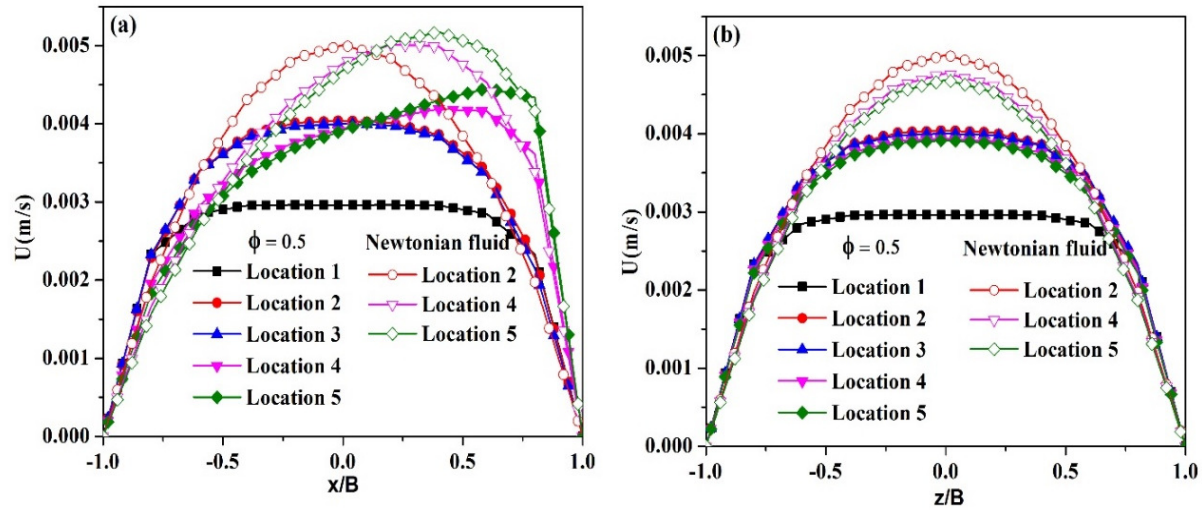 (a)
0.005
0.004
0.003
0.002
0.001
0.000
U(m/s)
ϕ = 0.5 Newtonian fluid
Location 1 Location 2
Location 2 Location 4
Location 3 Location 5
Location 4
Location 5
-1.0 -0.5 0.0 0.5 1.0
x/B
(b)
0.005
0.004
0.003
0.002
0.001
0.000
U(m/s)
ϕ = 0.5 Newtonian fluid
Location 1 Location 2
Location 2 Location 4
Location 3 Location 5
Location 4
Location 5
-1.0 -0.5 0.0 0.5 1.0
z/B